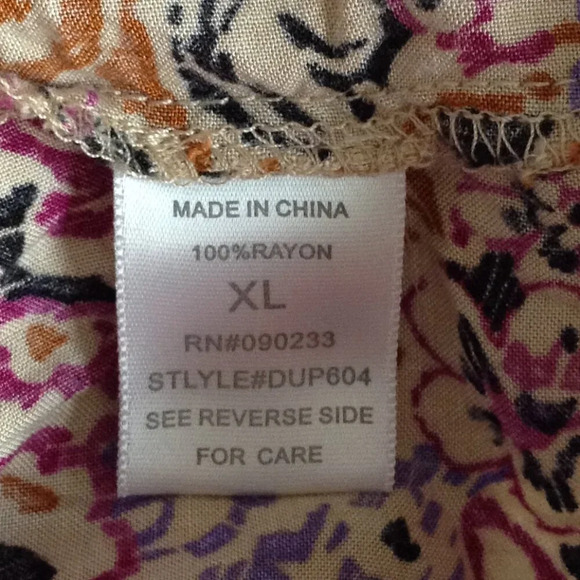 MADE IN CHINA
100%RAYON
XL
RN#090233
STLYLE#DUP604
SEE REVERSE SIDE
FOR CARE